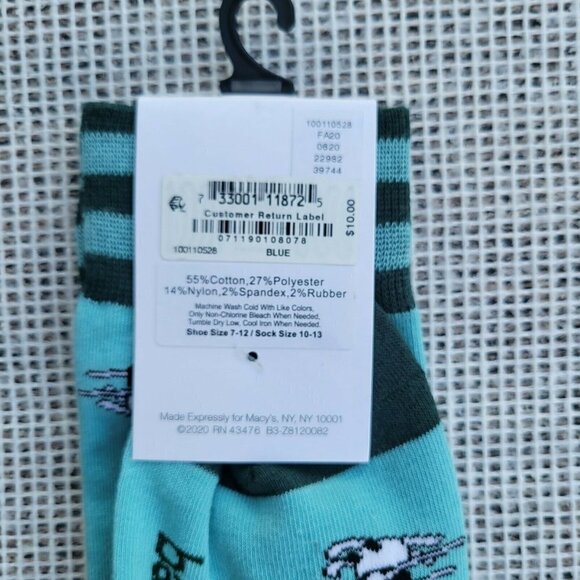 100110528
FA20
0820
22982
39744
7 33001 11872 5
Customer Return Label
071190108078
$10.00
100110528 BLUE
55%Cotton,27%Polyester
14%Nylon,2%Spandex,2%Rubber
Machine Wash Cold With Like Colors,
Only Non-Chlorine Bleach When Needed,
Tumble Dry Low, Cool Iron When Needed.
Shoe Size 7-12 / Sock Size 10-13
Made Expressly for Macy's, NY, NY 10001
©2020 RN 43476 B3-Z8120082